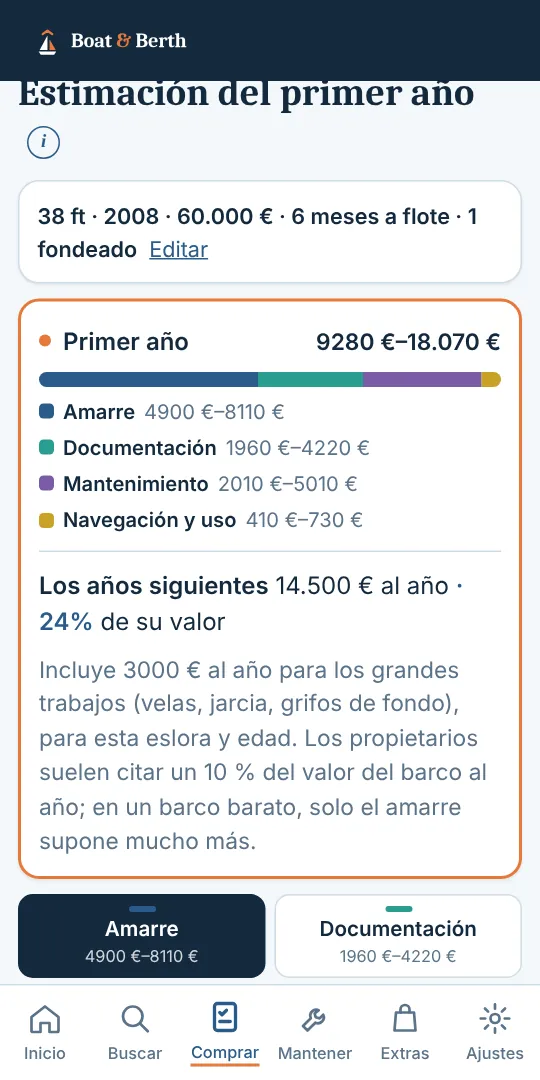 Boat & Berth
Estimación del primer año
i
38 ft · 2008 · 60.000 € · 6 meses a flote · 1
fondeado Editar
Primer año 9280 €–18.070 €
Amarre 4900 €–8110 €
Documentación 1960 €–4220 €
Mantenimiento 2010 €–5010 €
Navegación y uso 410 €–730 €
Los años siguientes 14.500 € al año ·
24% de su valor
Incluye 3000 € al año para los grandes
trabajos (velas, jarcia, grifos de fondo),
para esta eslora y edad. Los propietarios
suelen citar un 10 % del valor del barco al
año; en un barco barato, solo el amarre
supone mucho más.
Amarre Documentación
4900 €–8110 € 1960 €–4220 €
Inicio Buscar Comprar Mantener Extras Ajustes